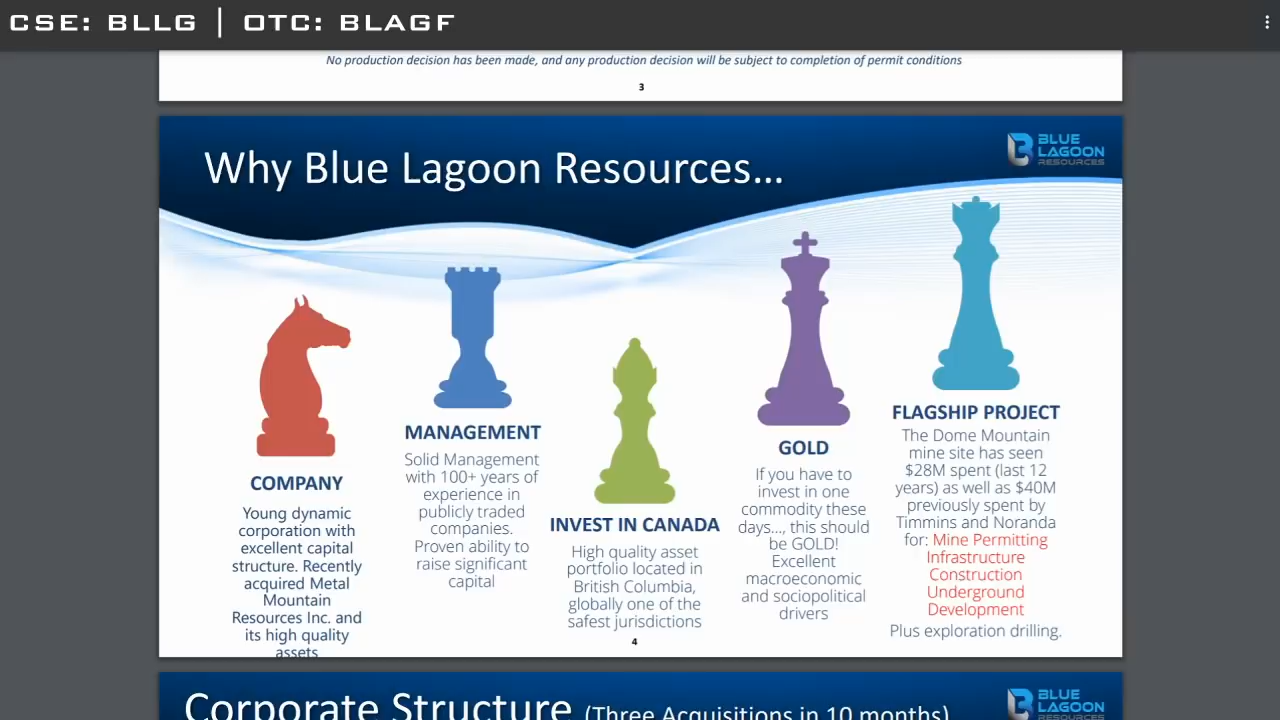 CSE: BLLG | OTC: BLAGF
No production decision has been made, and any production decision will be subject to completion of permit conditions
3
Why Blue Lagoon Resources...
BLUE
LAGOON
RESOURCES
COMPANY
Young dynamic
corporation with
excellent capital
structure. Recently
acquired Metal
Mountain
Resources Inc. and
its high quality
assets
MANAGEMENT
Solid Management
with 100+ years of
experience in
publicly traded
companies.
Proven ability to
raise significant
capital
INVEST IN CANADA
High quality asset
portfolio located in
British Columbia,
globally one of the
safest jurisdictions
GOLD
If you have to
invest in one
commodity these
days..., this should
be GOLD!
Excellent
macroeconomic
and sociopolitical
drivers
FLAGSHIP PROJECT
The Dome Mountain
mine site has seen
$28M spent (last 12
years) as well as $40M
previously spent by
Timmins and Noranda
for: Mine Permitting
Infrastructure
Construction
Underground
Development
Plus exploration drilling.
4
Corporate Structure (Three Acquisitions in 10 months)
BLUE
LAGOON
RESOURCES